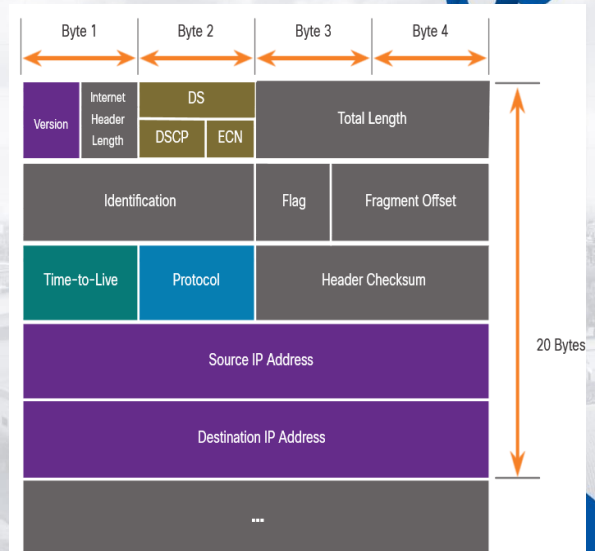 Byte 1 Byte 2 Byte 3 Byte 4
Version
Internet
Header
Length
DS
DSCP ECN
Total Length
Identification Flag Fragment Offset
Time-to-Live Protocol Header Checksum
Source IP Address
20 Bytes
Destination IP Address
...